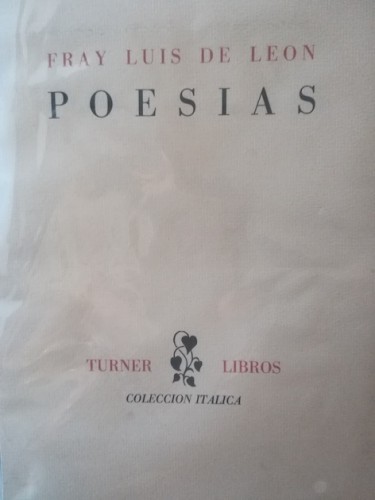 FRAY LUIS DE LEON
POESIAS
TURNER LIBROS
COLECCION ITALICA